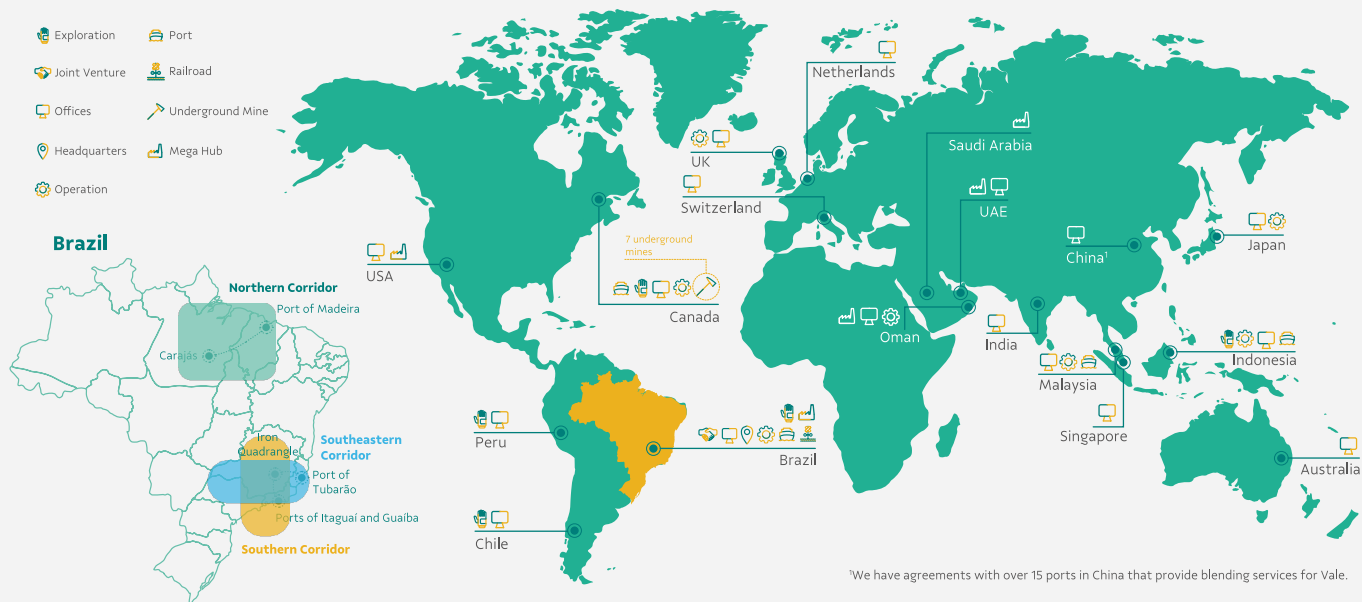 Exploration
Port
Joint Venture
Railroad
Offices
Underground Mine
Headquarters
Mega Hub
Operation
Brazil
Northern Corridor
Port of Madeira
Carajás
Iron
Quadrangle
Southeastern
Corridor
Port of
Tubarão
Ports of Itaguaí and Guaíba
Southern Corridor
Netherlands
UK
Saudi Arabia
Switzerland
UAE
7 underground
mines
USA
China¹
Japan
Canada
Oman
India
Indonesia
Malaysia
Peru
Brazil
Singapore
Australia
Chile
¹We have agreements with over 15 ports in China that provide blending services for Vale.